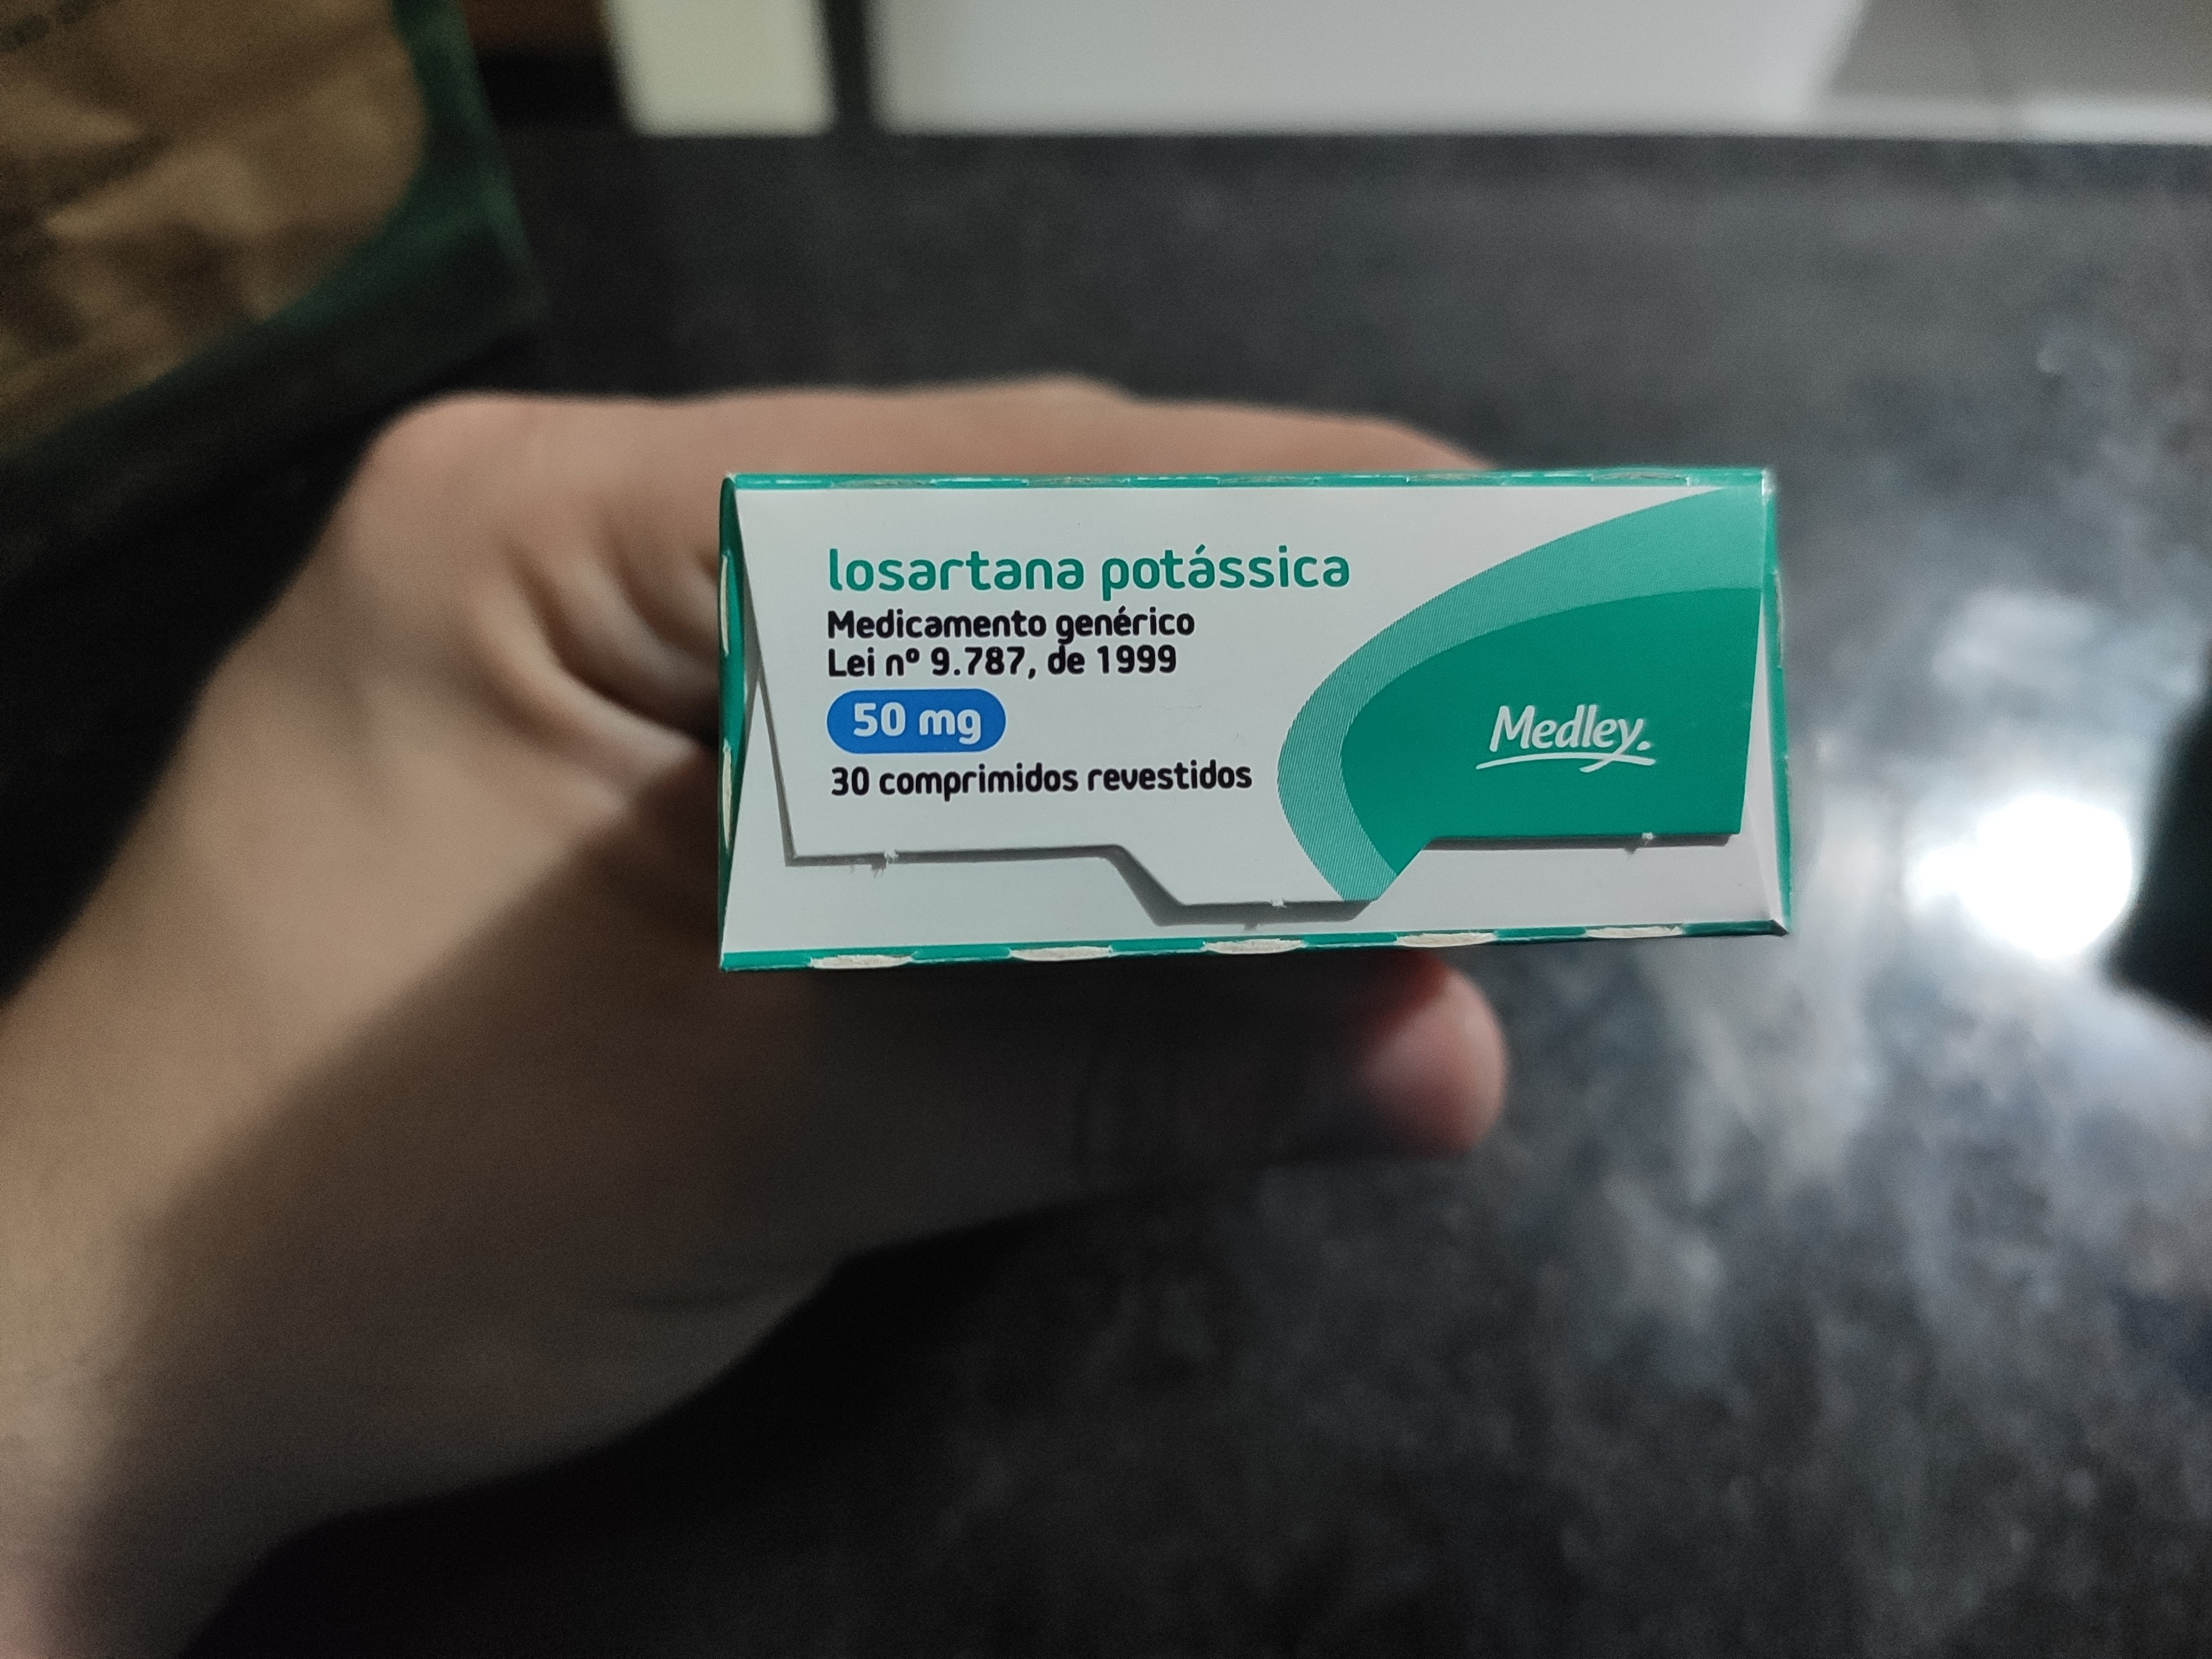 losartana potássica
Medicamento genérico
Lei nº 9.787, de 1999
50 mg
30 comprimidos revestidos
Medley.